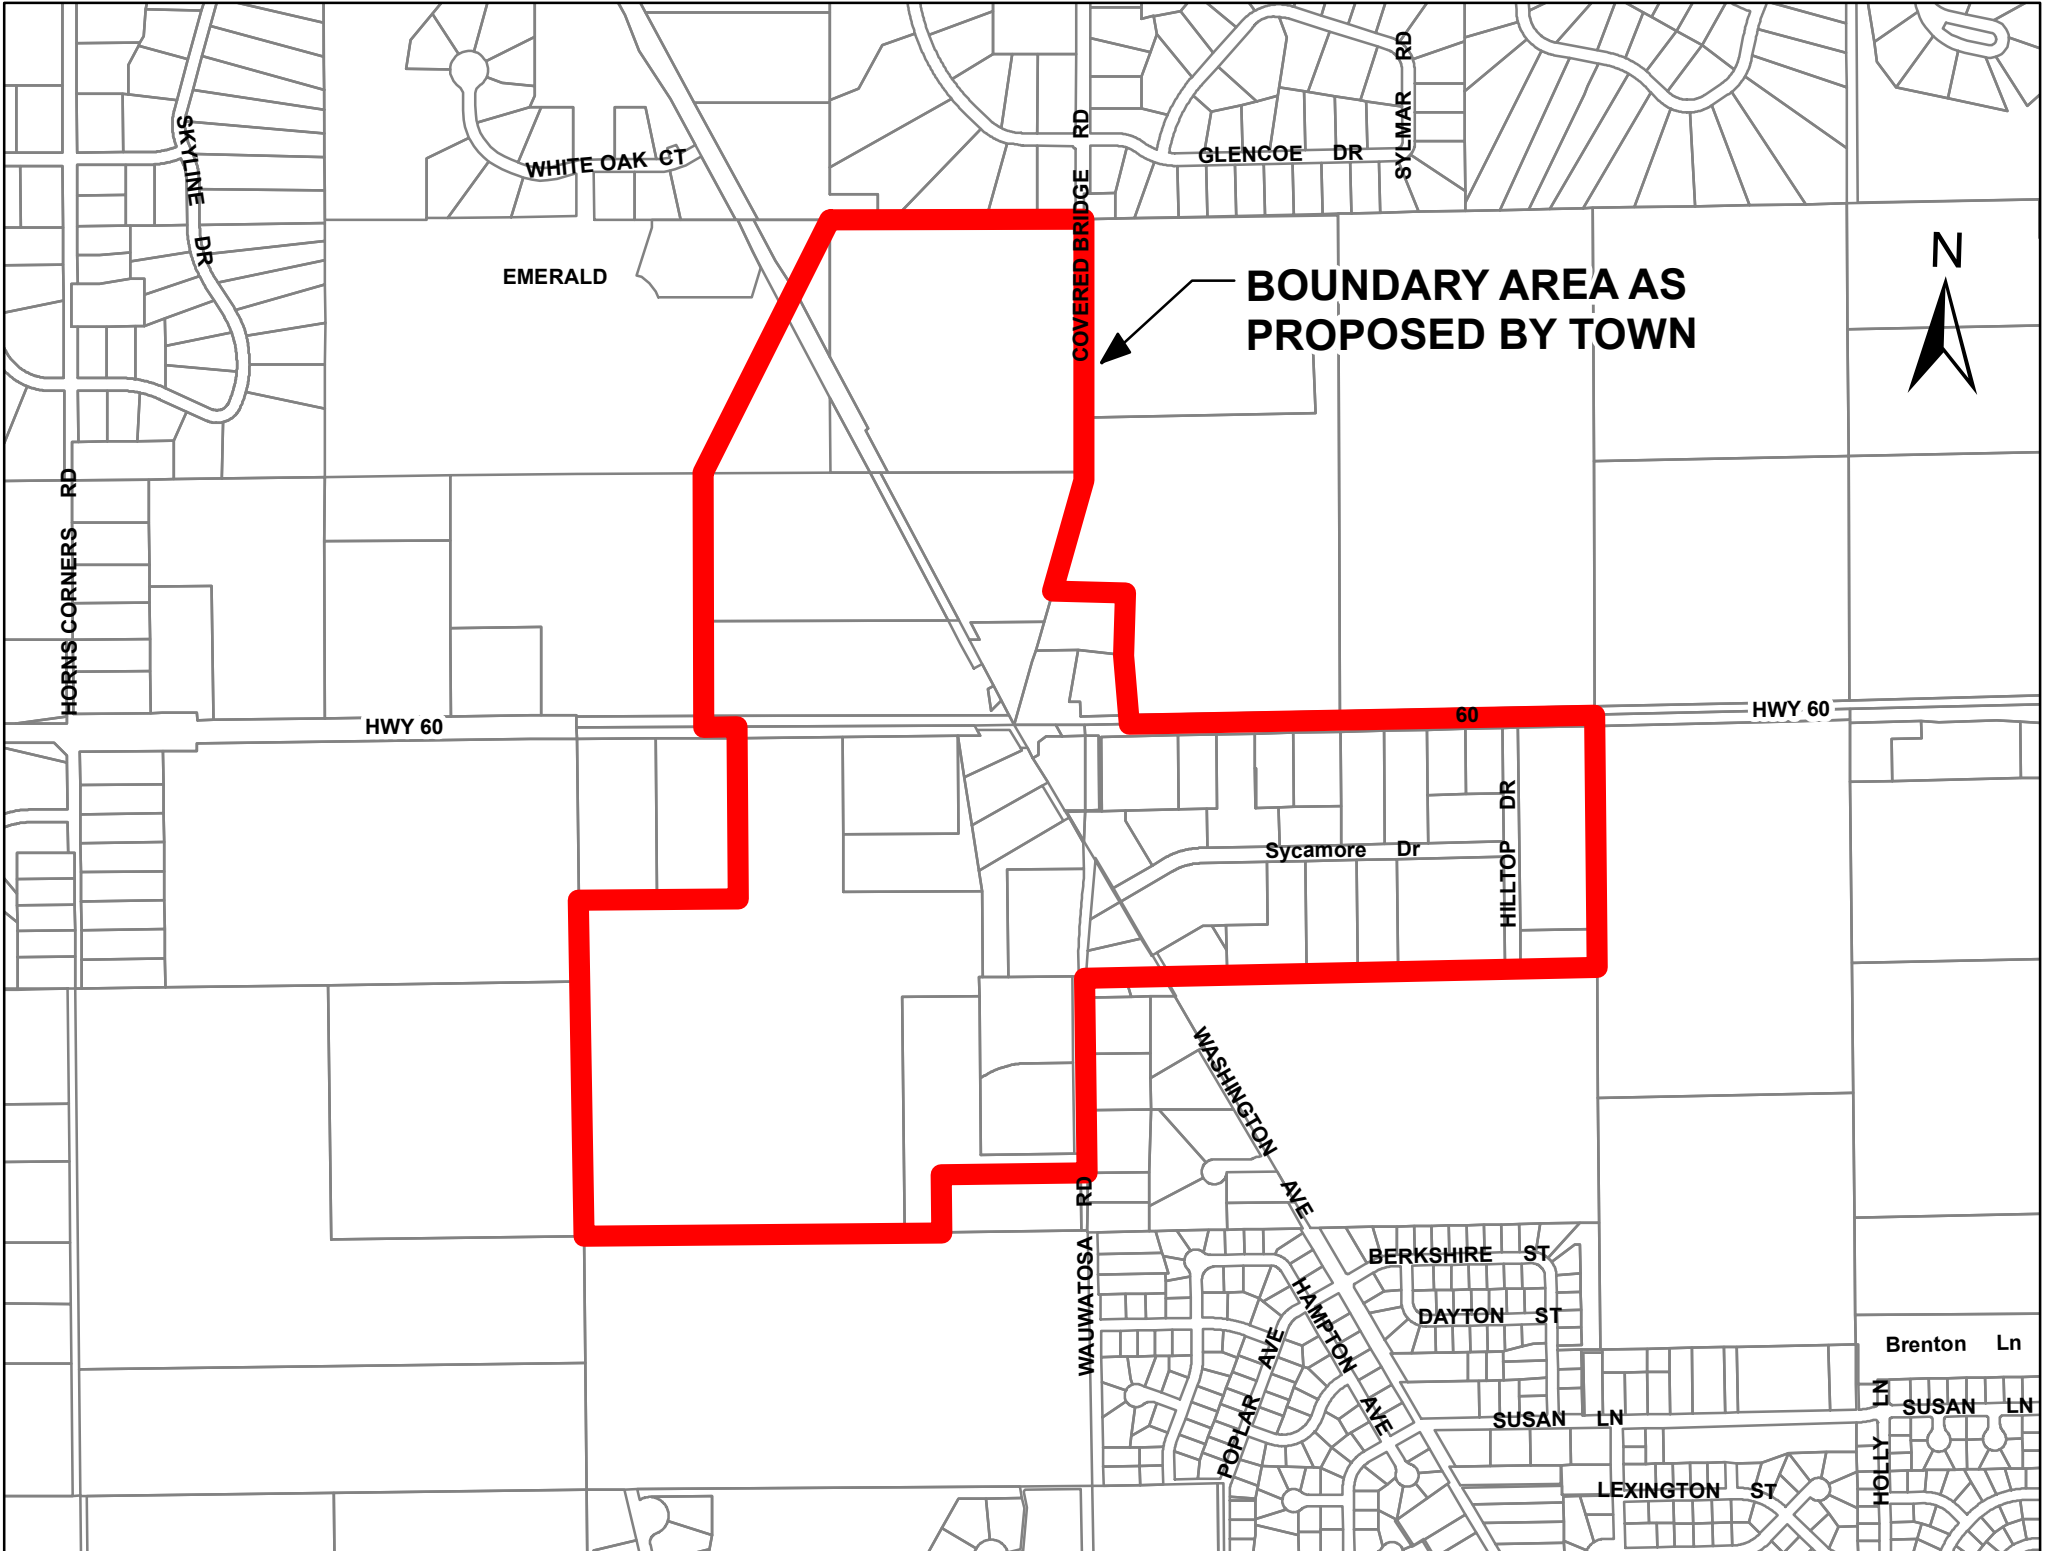 SKYLINE DR
WHITE OAK CT
COVERED BRIDGE RD
GLENCOE DR
SYLMAR RD
EMERALD
BOUNDARY AREA AS
PROPOSED BY TOWN
N
HORNS CORNERS RD
HWY 60
60
HWY 60
Sycamore Dr
HILLTOP DR
WASHINGTON AVE
WAUWATOSA RD
BERKSHIRE ST
HAMPTON AVE
DAYTON ST
POPLAR AVE
Brenton Ln
SUSAN LN
HOLLY LN
SUSAN LN
LEXINGTON ST